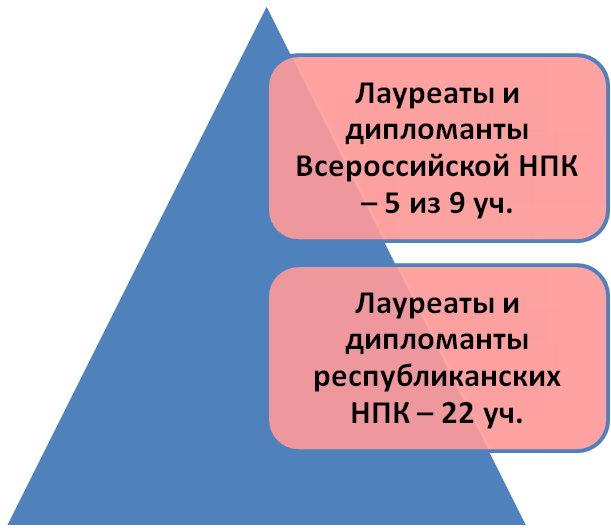 Лауреаты и
дипломанты
Всероссийской НПК
– 5 из 9 уч.
Лауреаты и
дипломанты
республиканских
НПК – 22 уч.